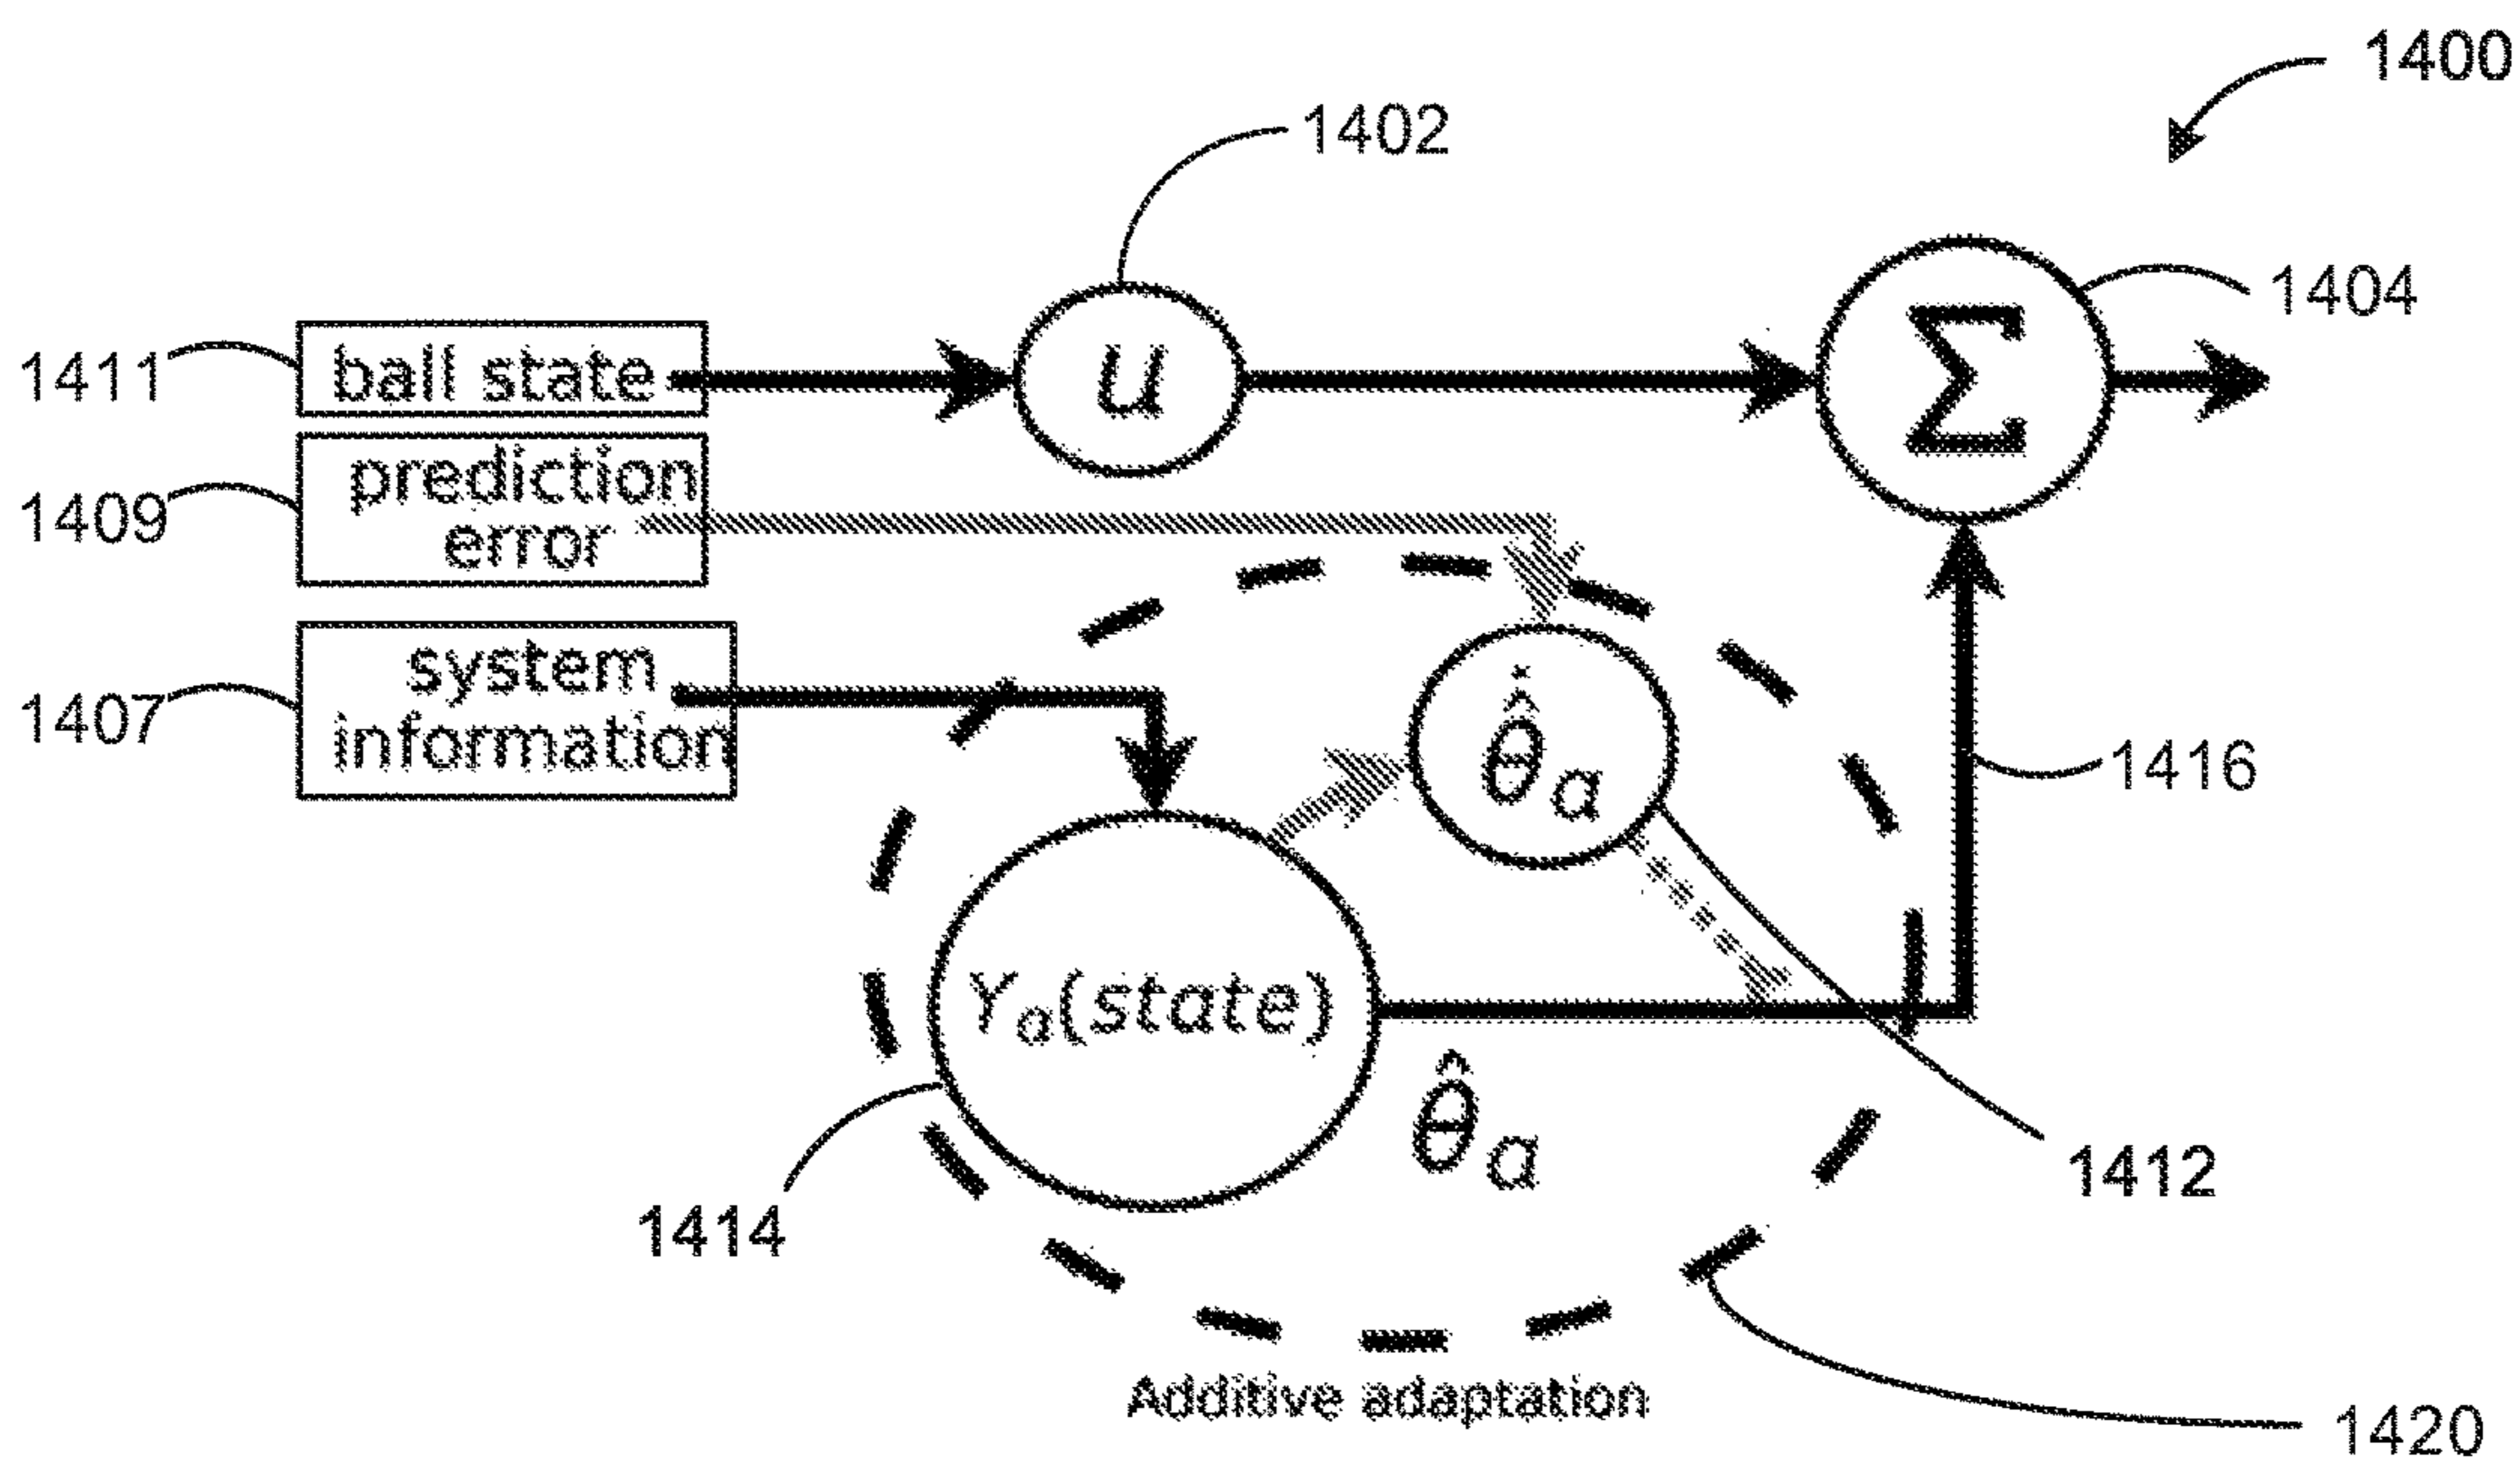 1400
1402
1404
1411
ball state
u
Σ
1409
prediction
error
1407
system
information
θ̂̇ₐ
1416
Yₐ(state)
θ̂ₐ
1412
1414
Additive adaptation
1420